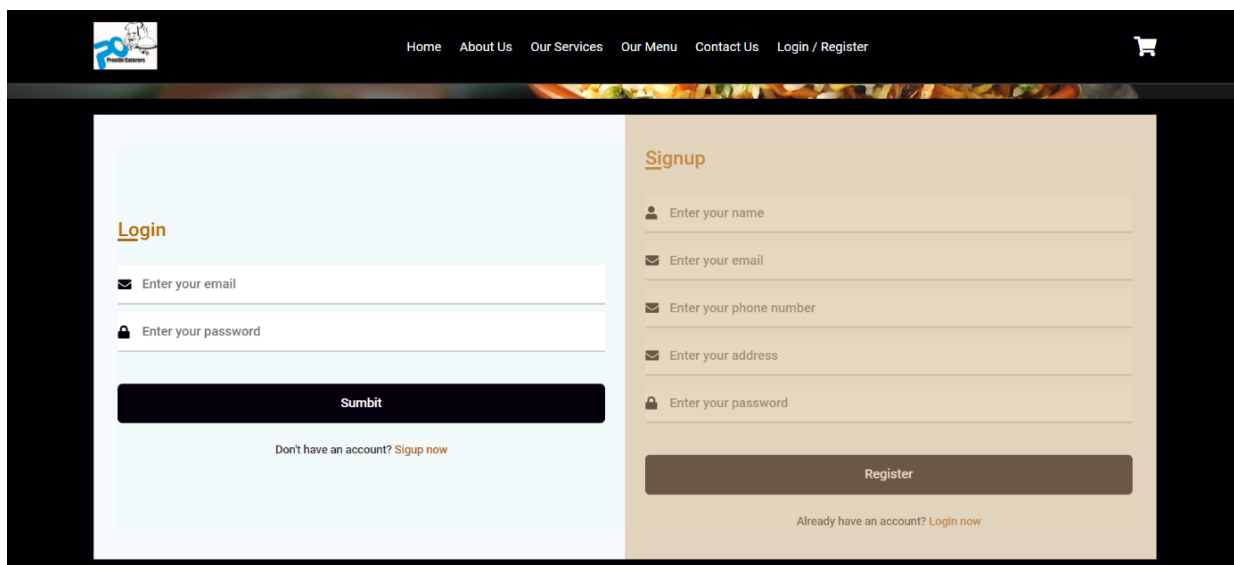 Preethi Caterers
Home About Us Our Services Our Menu Contact Us Login / Register
Login
Enter your email
Enter your password
Sumbit
Don't have an account? Sigup now
Signup
Enter your name
Enter your email
Enter your phone number
Enter your address
Enter your password
Register
Already have an account? Login now